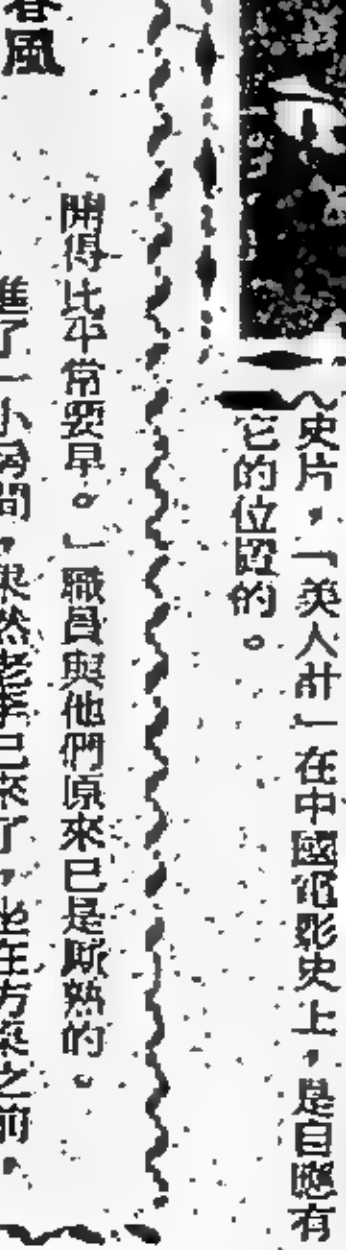 史片，「美人計」在中國電影史上，是自應有
它的位置的。
春風
開得比平常要早。」職員與他們原來已是厮熟的。
進了一小房間，果然老李已來了，坐在方桌之前，